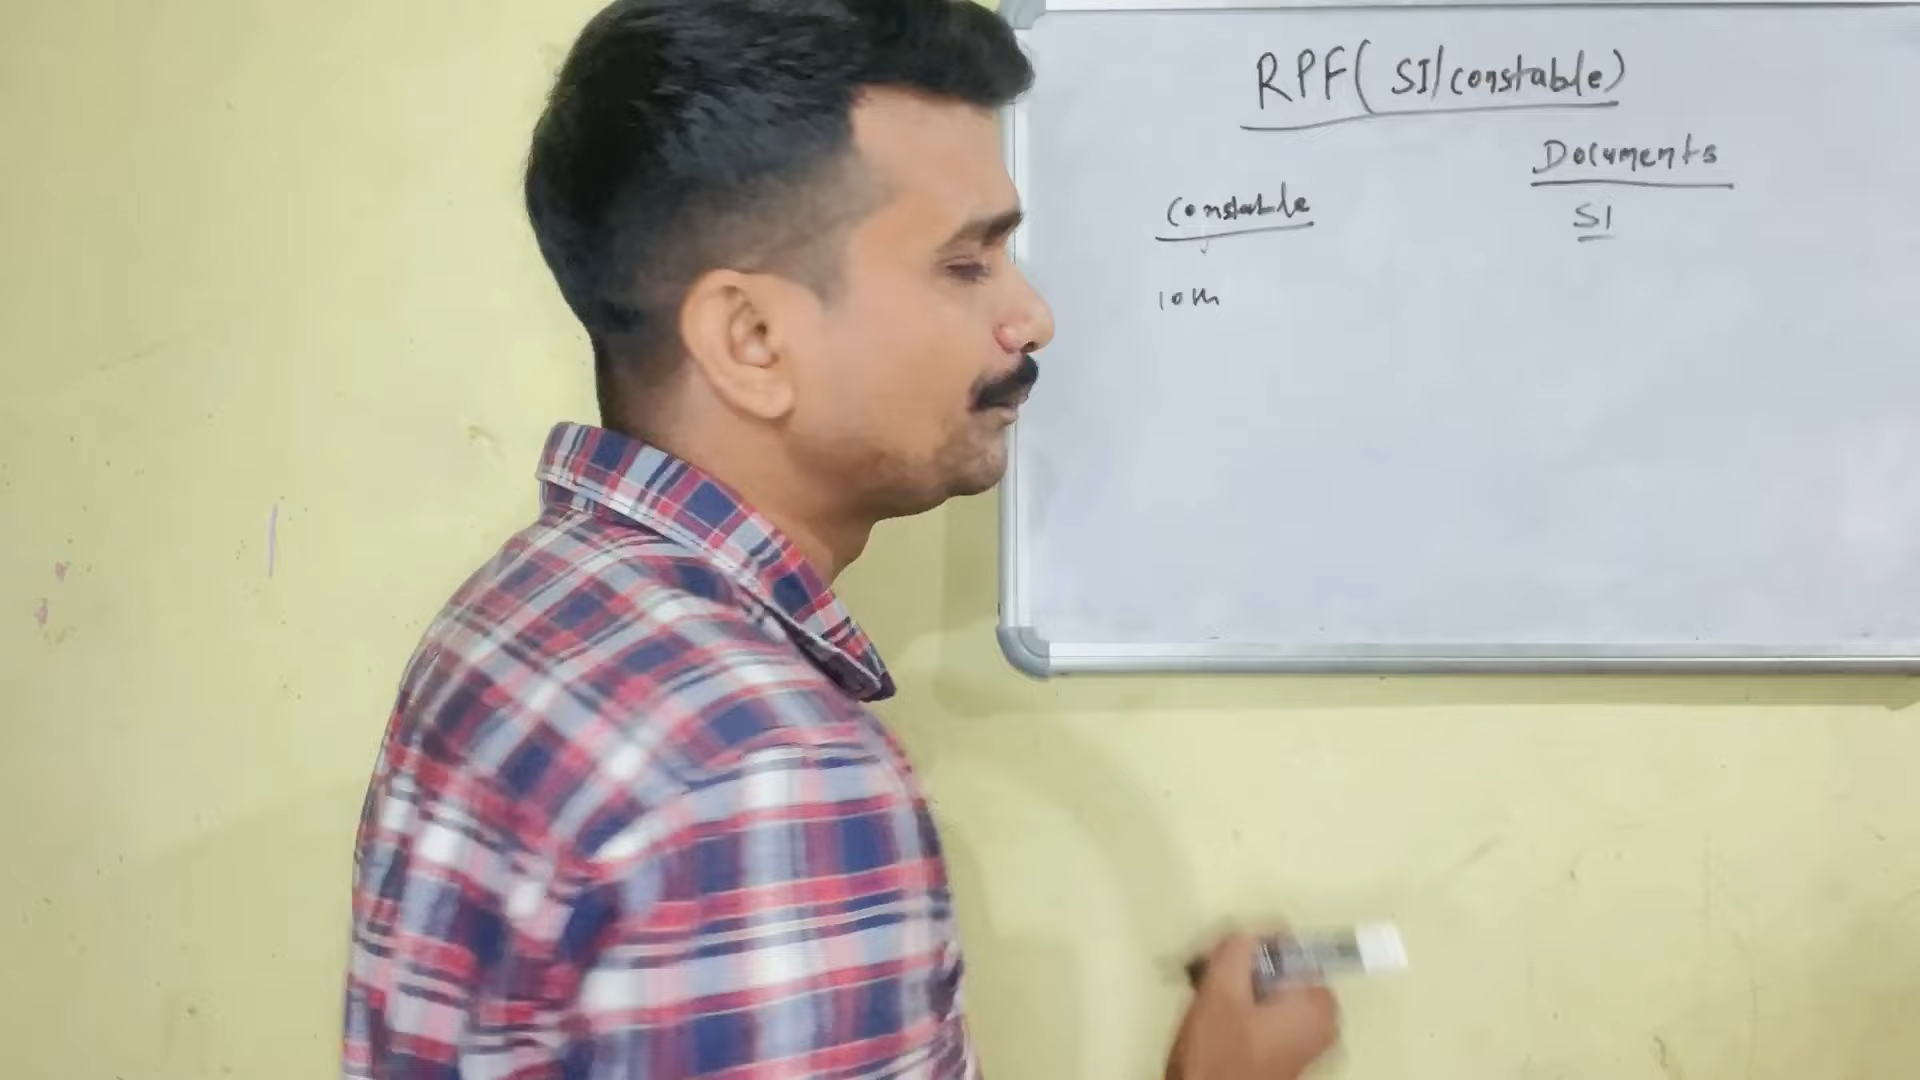 RPF( SI/constable)
Documents
Constable
SI
10th